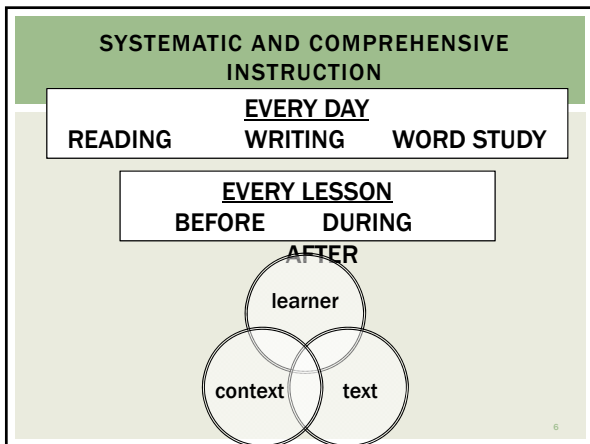 SYSTEMATIC AND COMPREHENSIVE
INSTRUCTION
EVERY DAY
READING WRITING WORD STUDY
EVERY LESSON
BEFORE DURING
AFTER
learner
context text
6